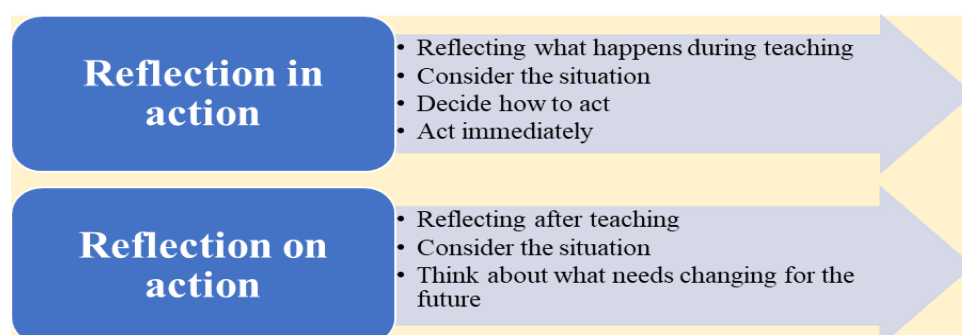 Reflection in
action
• Reflecting what happens during teaching
• Consider the situation
• Decide how to act
• Act immediately
Reflection on
action
• Reflecting after teaching
• Consider the situation
• Think about what needs changing for the
future